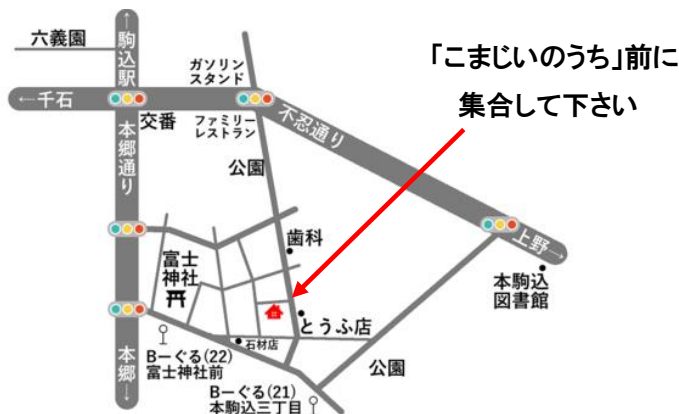 「こまじいのうち」前に
集合して下さい
六義園
←駒込駅
ガソリン
スタンド
←千石
交番
ファミリー
レストラン
不忍通り
本郷通り
公園
上野→
歯科
富士
神社
本駒込
図書館
とうふ店
石材店
B－ぐる(22)
富士神社前
公園
本郷→
B－ぐる(21)
本駒込三丁目